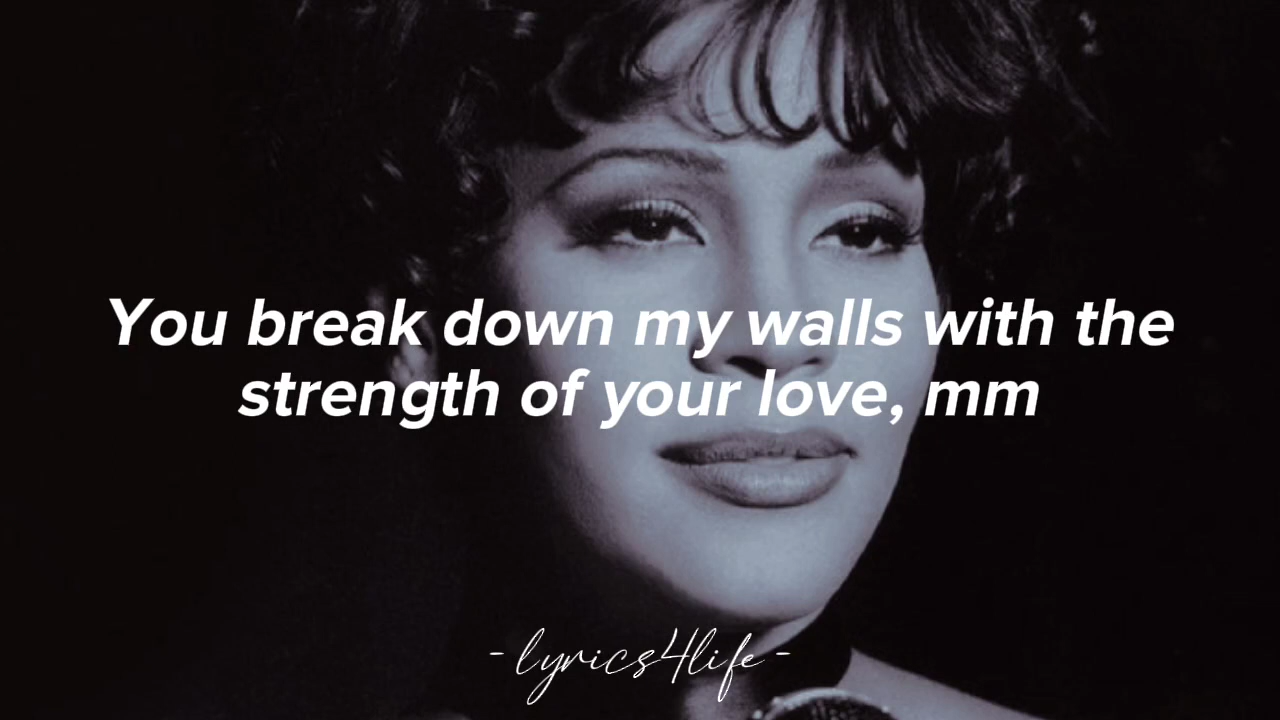 You break down my walls with the
strength of your love, mm
-lyrics4life-